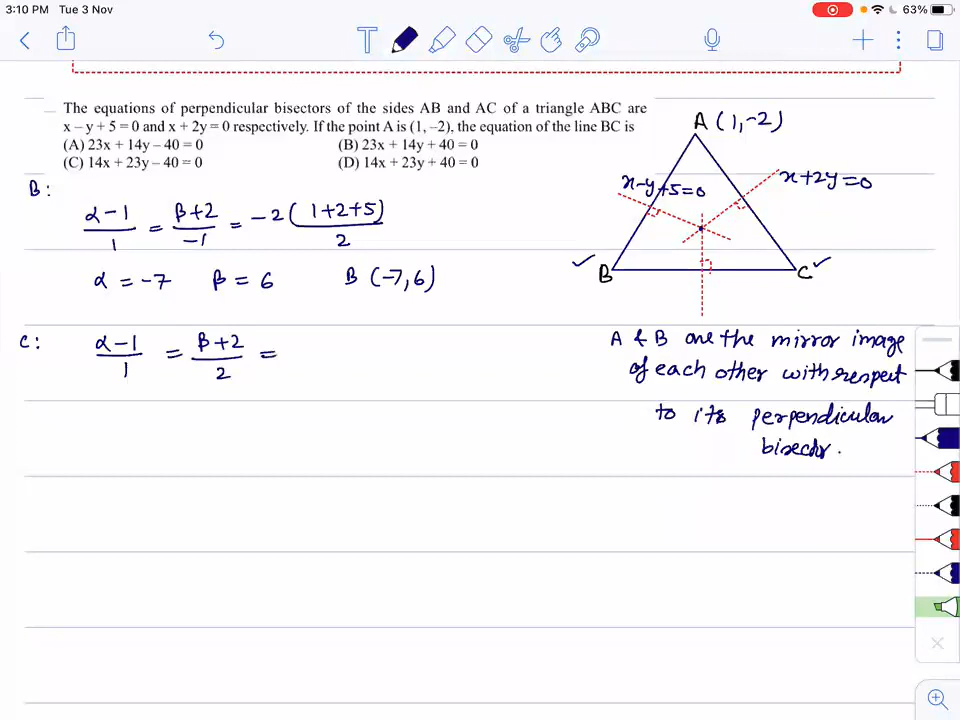 3:10 PM Tue 3 Nov
63%
The equations of perpendicular bisectors of the sides AB and AC of a triangle ABC are
x – y + 5 = 0 and x + 2y = 0 respectively. If the point A is (1, –2), the equation of the line BC is
(A) 23x + 14y – 40 = 0 (B) 23x + 14y + 40 = 0
(C) 14x + 23y – 40 = 0 (D) 14x + 23y + 40 = 0
A (1,-2)
x-y+5=0
x+2y=0
B
C
B:
(α-1)/1 = (β+2)/-1 = -2(1+2+5)/2
α = -7 β = 6 B (-7,6)
C:
(α-1)/1 = (β+2)/2 =
A & B are the mirror image
of each other with respect
to its perpendicular
bisector.